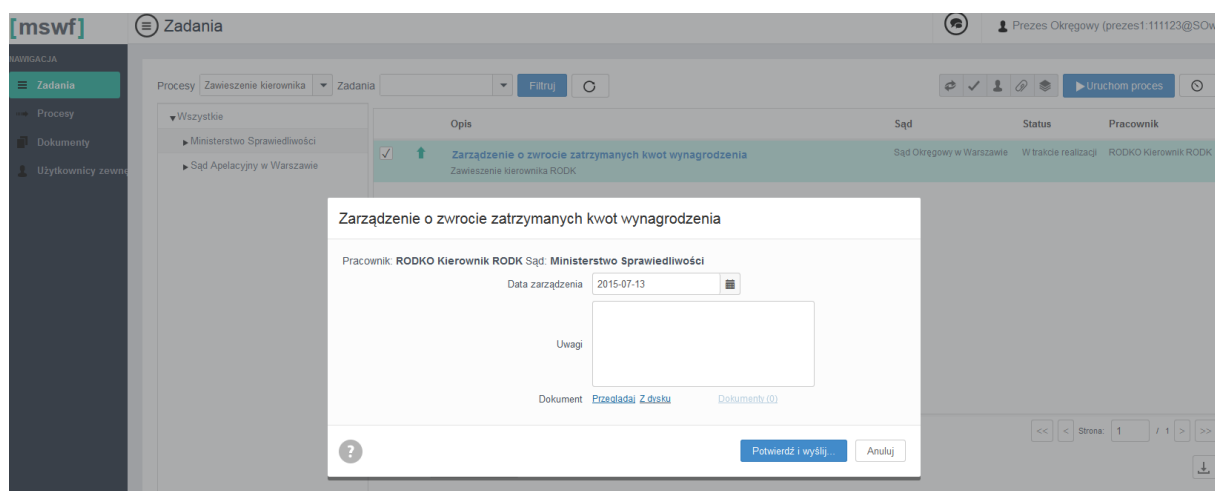 [mswf]
Zadania
Prezes Okręgowy (prezes1:111123@SOw
NAWIGACJA
Zadania
Procesy
Dokumenty
Użytkownicy zewnę
Procesy Zawieszenie kierownika Zadania Filtruj Uruchom proces
Wszystkie
Ministerstwo Sprawiedliwości
Sąd Apelacyjny w Warszawie
Opis Sąd Status Pracownik
Zarządzenie o zwrocie zatrzymanych kwot wynagrodzenia Sąd Okręgowy w Warszawie W trakcie realizacji RODKO Kierownik RODK
Zawieszenie kierownika RODK
Zarządzenie o zwrocie zatrzymanych kwot wynagrodzenia
Pracownik: RODKO Kierownik RODK Sąd: Ministerstwo Sprawiedliwości
Data zarządzenia 2015-07-13
Uwagi
Dokument Przeglądaj Z dysku Dokumenty (0)
? Potwierdź i wyślij... Anuluj
<< < Strona: 1 / 1 > >>